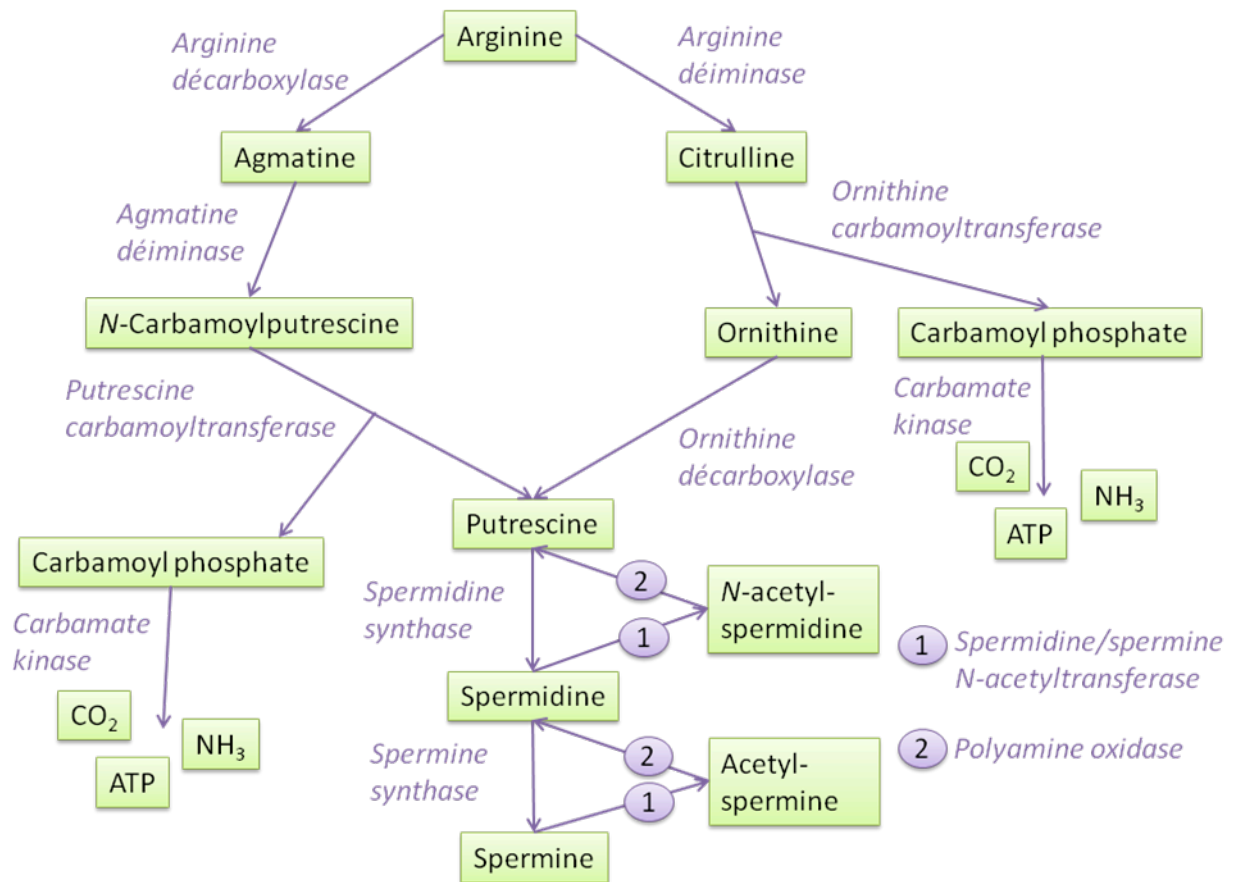 Arginine
Arginine
décarboxylase
Arginine
déiminase
Agmatine
Citrulline
Agmatine
déiminase
Ornithine
carbamoyltransferase
N-Carbamoylputrescine
Ornithine
Carbamoyl phosphate
Putrescine
carbamoyltransferase
Ornithine
décarboxylase
Carbamate
kinase
CO2
NH3
ATP
Putrescine
Carbamoyl phosphate
Spermidine
synthase
2
1
N-acetyl-
spermidine
Carbamate
kinase
CO2
NH3
ATP
Spermidine
1 Spermidine/spermine
N-acetyltransferase
Spermine
synthase
2
1
Acetyl-
spermine
2 Polyamine oxidase
Spermine